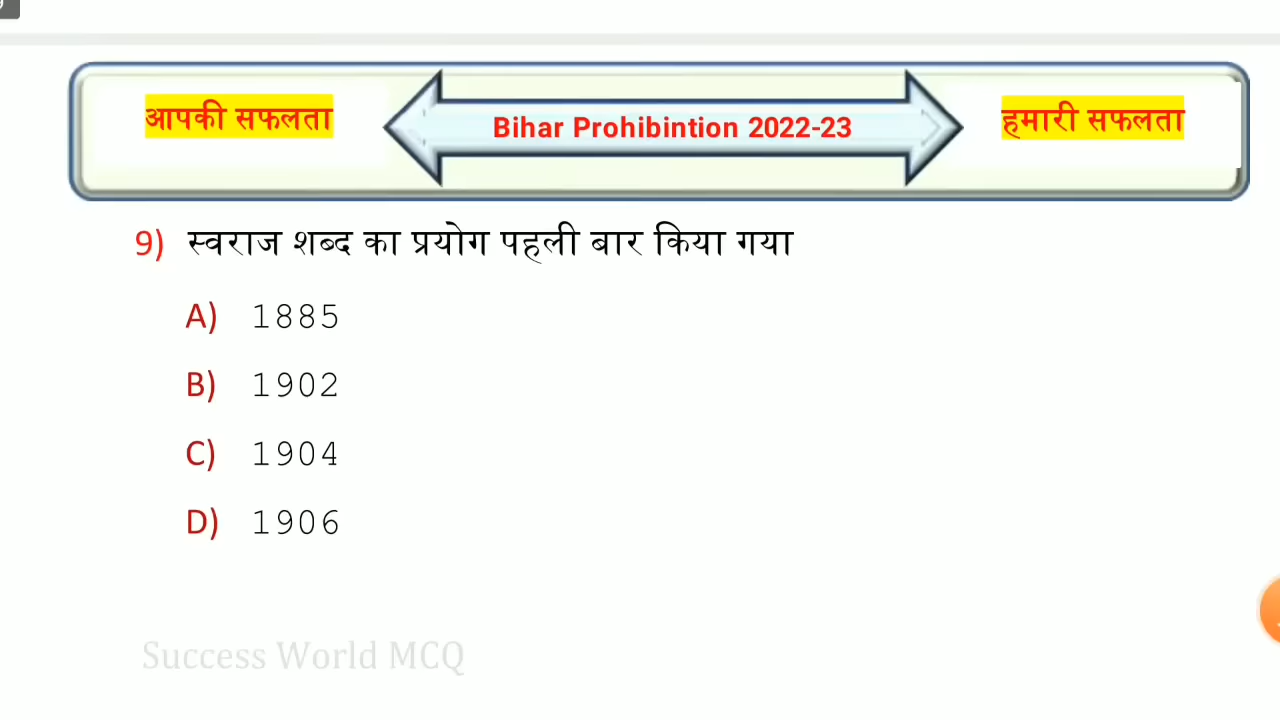 आपकी सफलता
Bihar Prohibintion 2022-23
हमारी सफलता
9) स्वराज शब्द का प्रयोग पहली बार किया गया
A) 1885
B) 1902
C) 1904
D) 1906
Success World MCQ